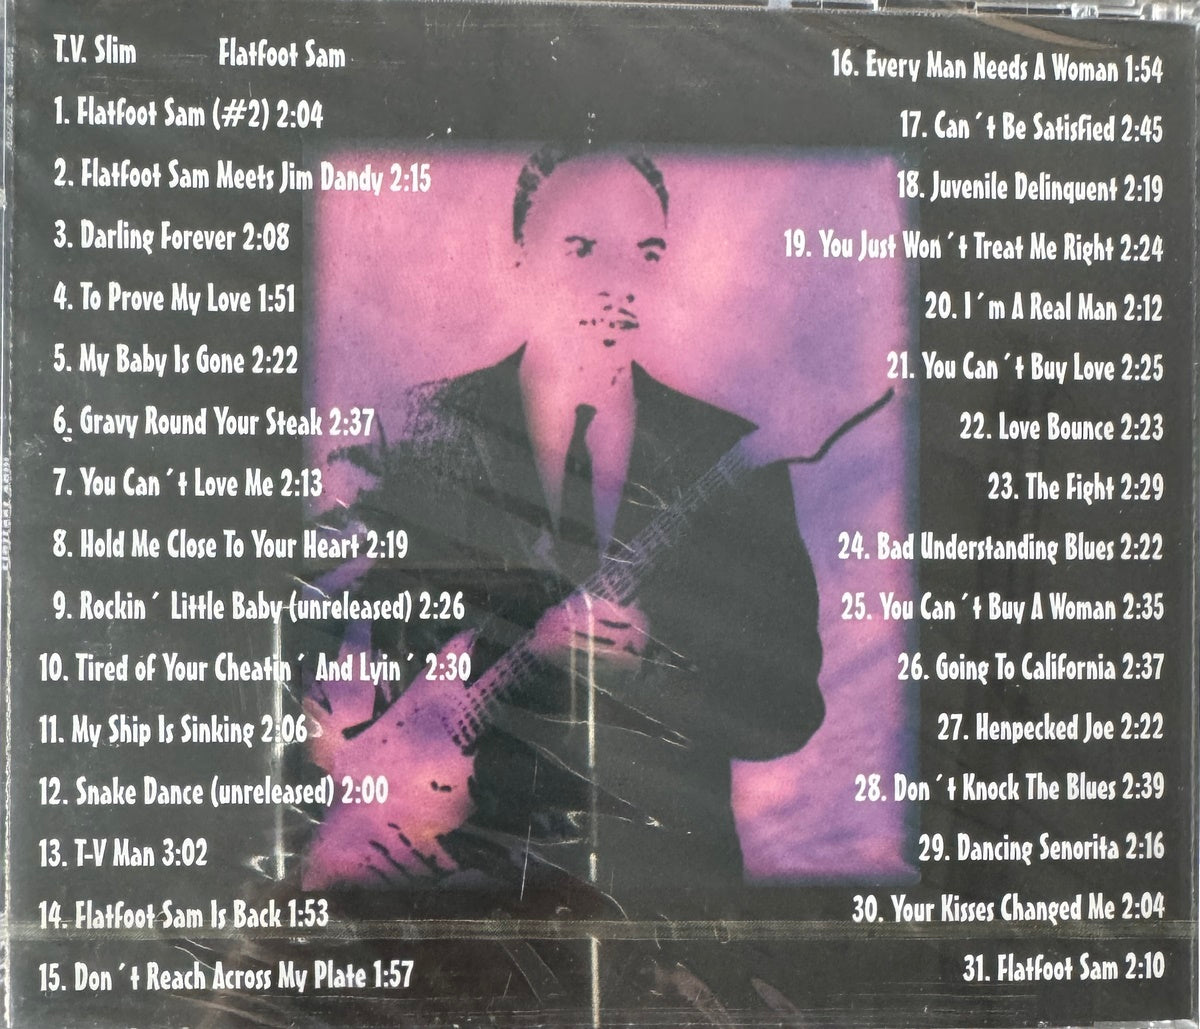 T.V. Slim Flatfoot Sam
1. Flatfoot Sam (#2) 2:04
2. Flatfoot Sam Meets Jim Dandy 2:15
3. Darling Forever 2:08
4. To Prove My Love 1:51
5. My Baby Is Gone 2:22
6. Gravy Round Your Steak 2:37
7. You Can´t Love Me 2:13
8. Hold Me Close To Your Heart 2:19
9. Rockin´ Little Baby (unreleased) 2:26
10. Tired of Your Cheatin´ And Lyin´ 2:30
11. My Ship Is Sinking 2:06
12. Snake Dance (unreleased) 2:00
13. T-V Man 3:02
14. Flatfoot Sam Is Back 1:53
15. Don´t Reach Across My Plate 1:57
16. Every Man Needs A Woman 1:54
17. Can´t Be Satisfied 2:45
18. Juvenile Delinquent 2:19
19. You Just Won´t Treat Me Right 2:24
20. I´m A Real Man 2:12
21. You Can´t Buy Love 2:25
22. Love Bounce 2:23
23. The Fight 2:29
24. Bad Understanding Blues 2:22
25. You Can´t Buy A Woman 2:35
26. Going To California 2:37
27. Henpecked Joe 2:22
28. Don´t Knock The Blues 2:39
29. Dancing Senorita 2:16
30. Your Kisses Changed Me 2:04
31. Flatfoot Sam 2:10